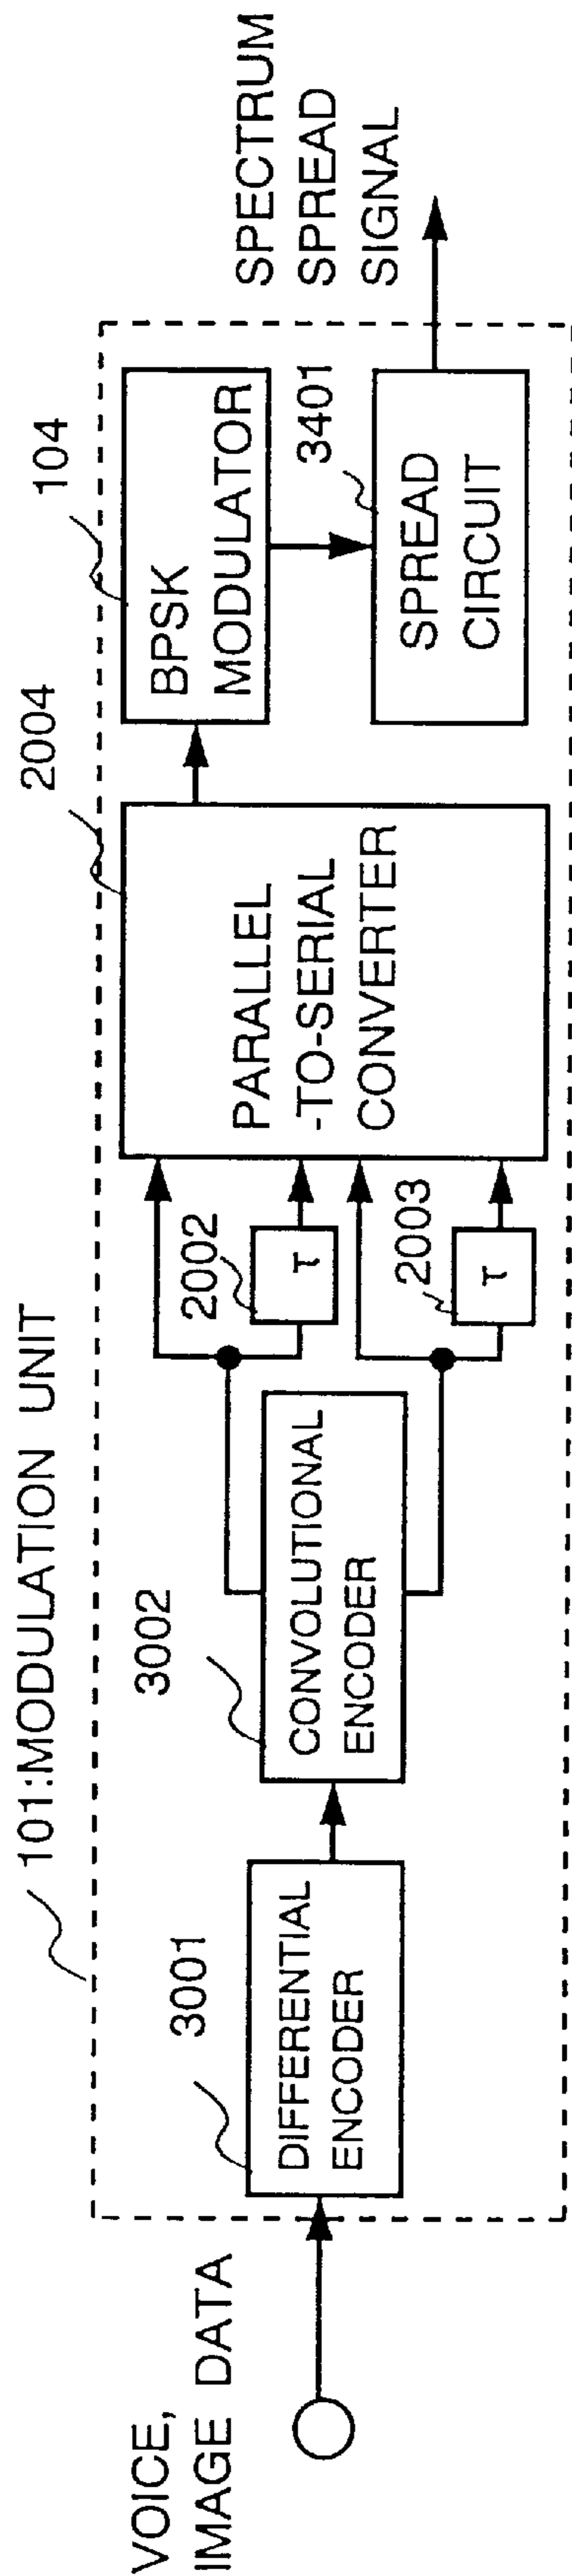 101:MODULATION UNIT
VOICE,
IMAGE DATA
3001
DIFFERENTIAL
ENCODER
3002
CONVOLUTIONAL
ENCODER
2002
τ
2003
τ
2004
PARALLEL
-TO-SERIAL
CONVERTER
104
BPSK
MODULATOR
3401
SPREAD
CIRCUIT
SPECTRUM
SPREAD
SIGNAL